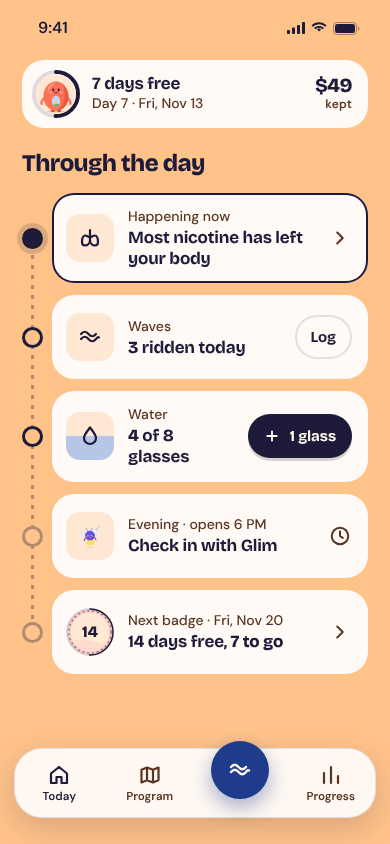 9:41
7 days free
Day 7 · Fri, Nov 13
$49
kept
Through the day
Happening now
Most nicotine has left
your body
Waves
3 ridden today
Log
Water
4 of 8
glasses
+ 1 glass
Evening · opens 6 PM
Check in with Glim
14
Next badge · Fri, Nov 20
14 days free, 7 to go
Today
Program
Progress